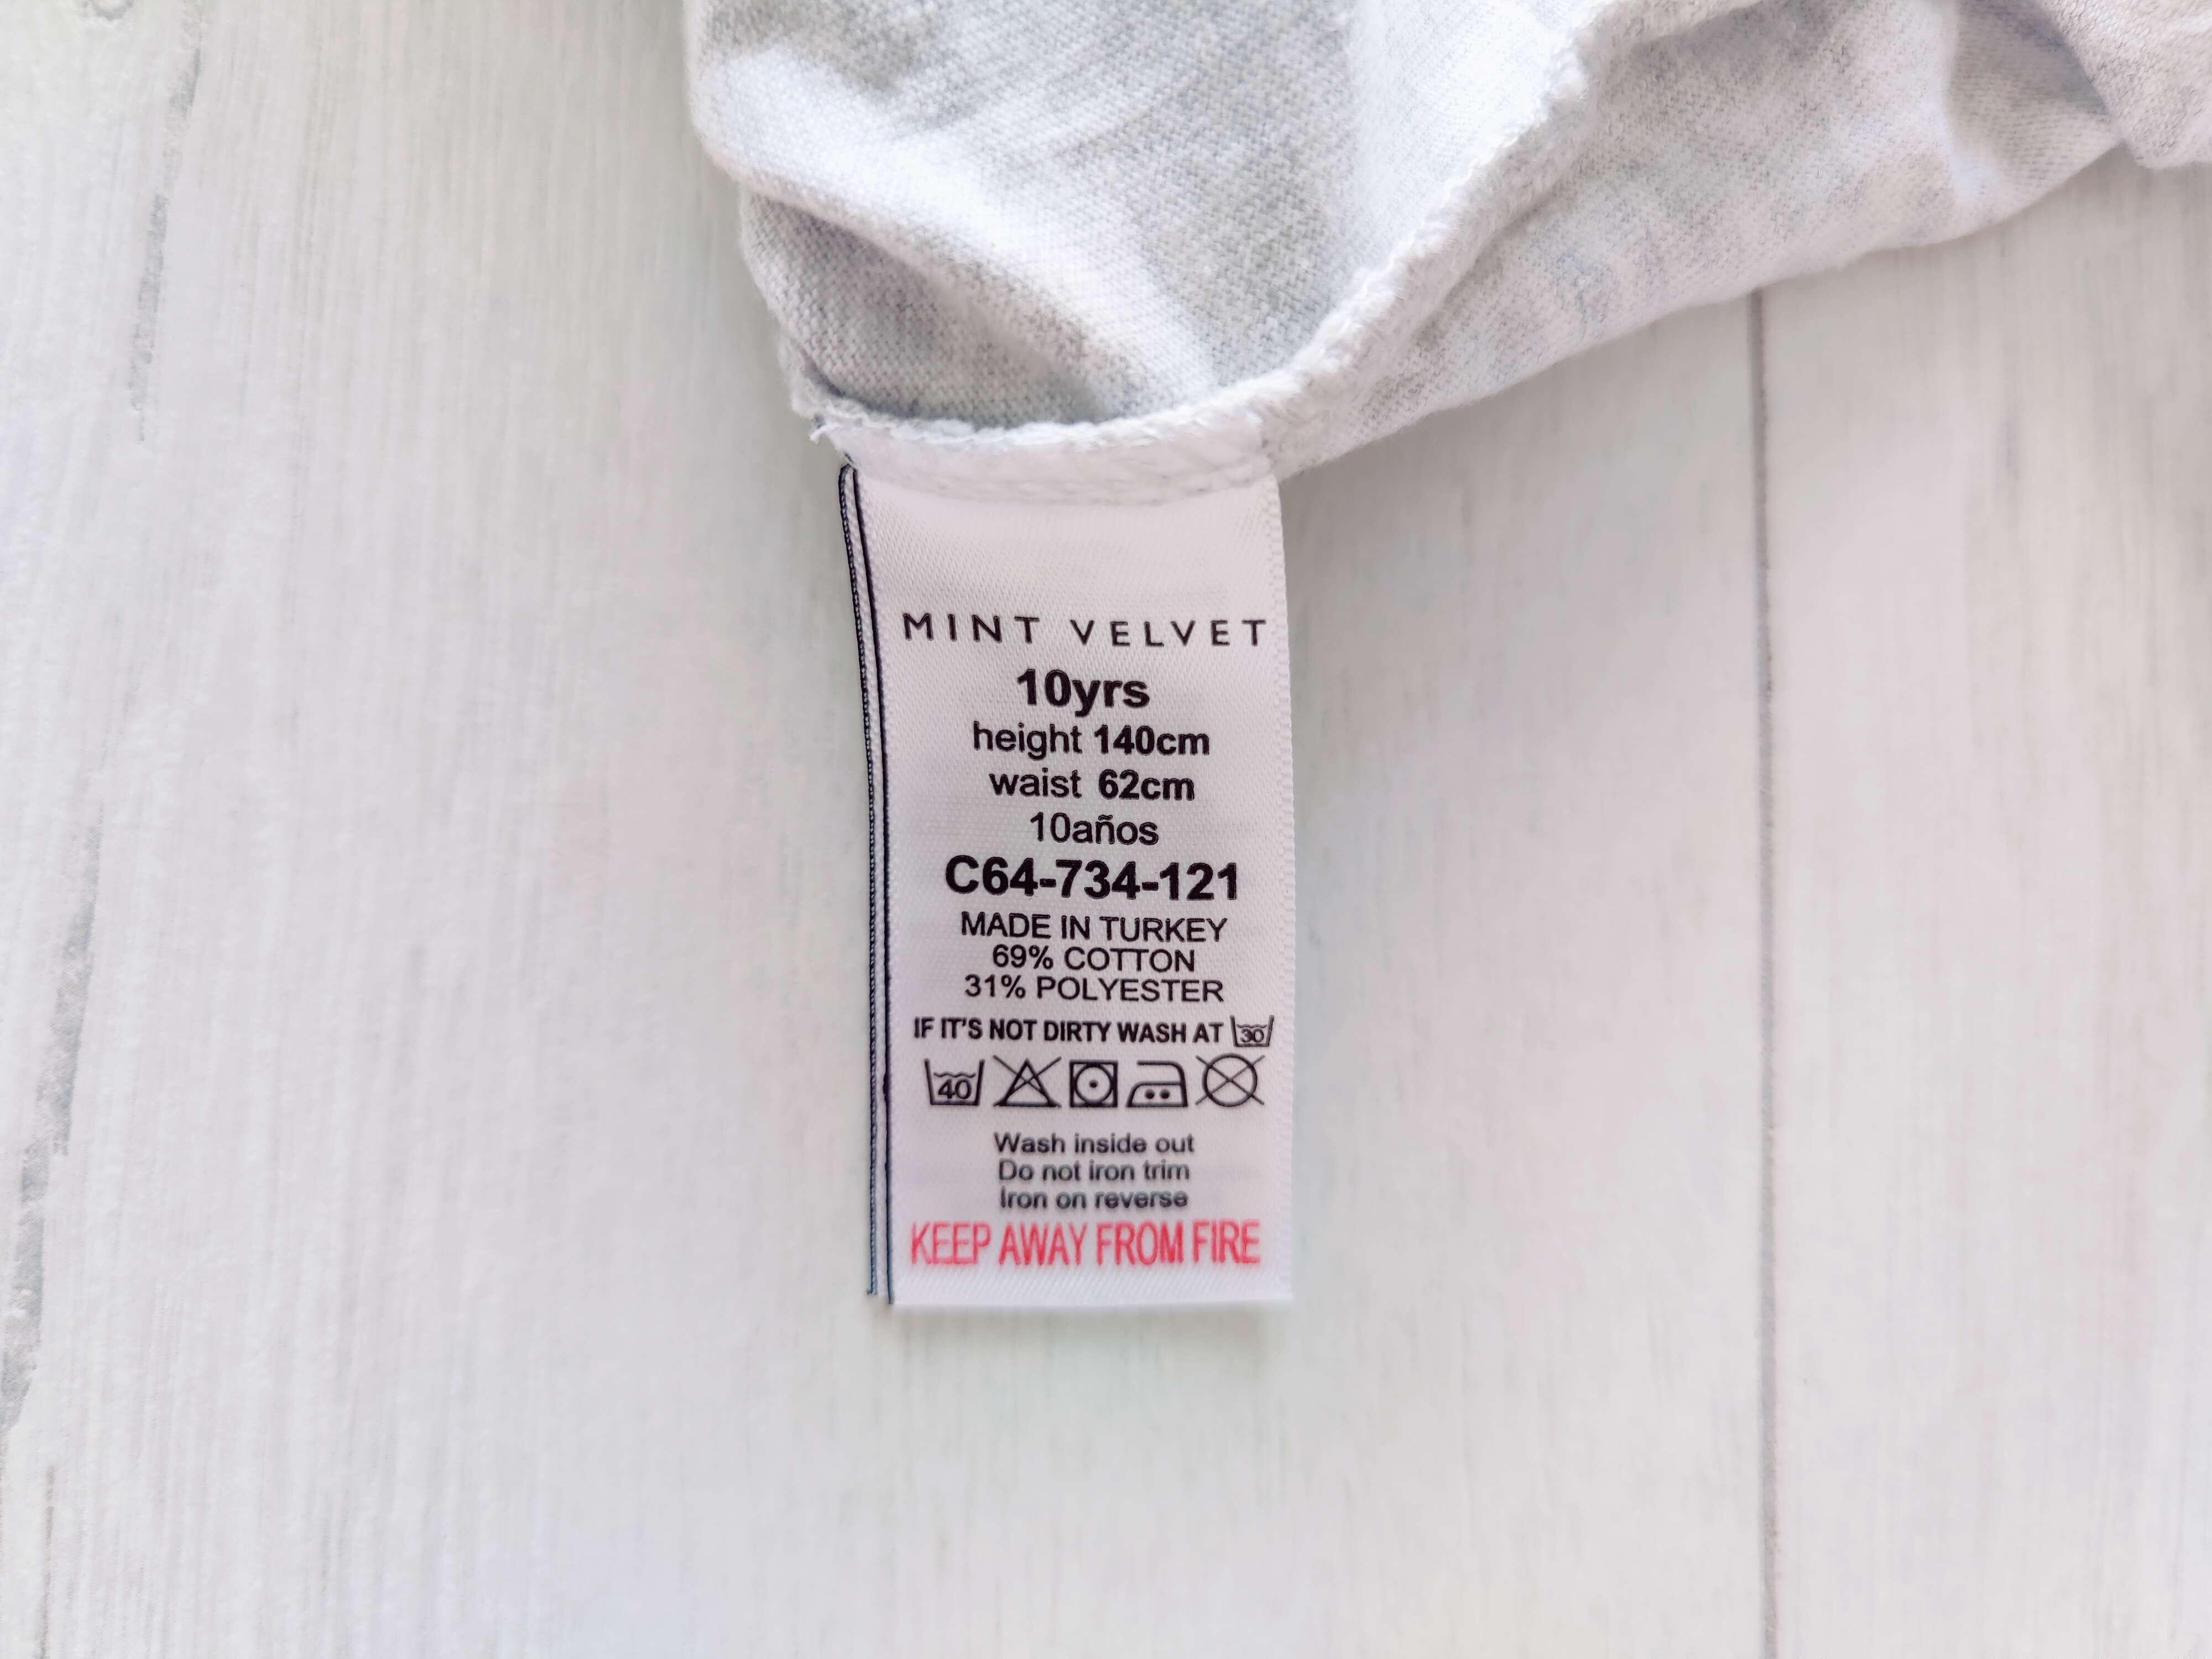 MINT VELVET
10yrs
height 140cm
waist 62cm
10años
C64-734-121
MADE IN TURKEY
69% COTTON
31% POLYESTER
IF IT'S NOT DIRTY WASH AT 30
40
Wash inside out
Do not iron trim
Iron on reverse
KEEP AWAY FROM FIRE